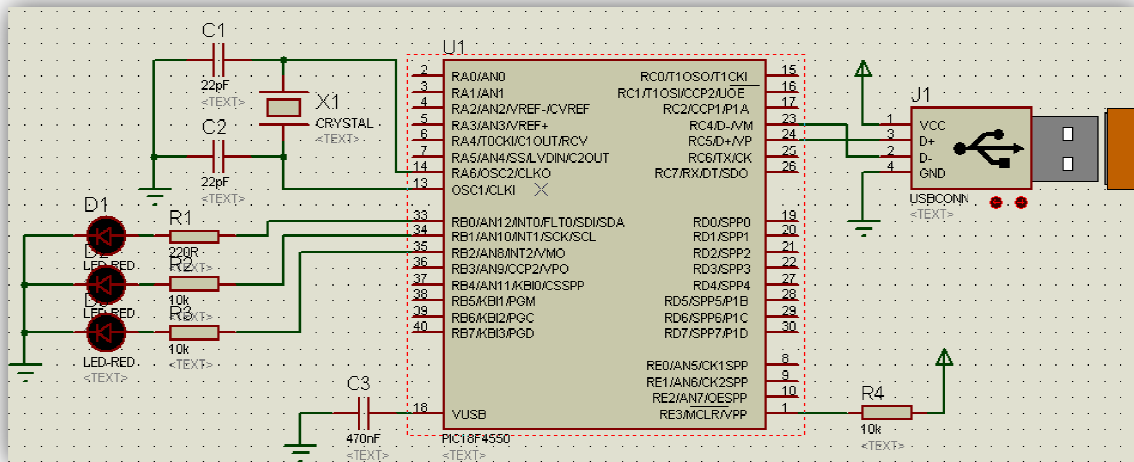 C1
22pF
<TEXT>
X1
CRYSTAL
<TEXT>
C2
22pF
<TEXT>
D1
LED-RED
R1
220R
<TEXT>
D2
LED-RED
R2
10k
<TEXT>
D3
LED-RED
<TEXT>
R3
10k
<TEXT>
C3
470nF
<TEXT>
U1
2 RA0/AN0
3 RA1/AN1
4 RA2/AN2/VREF-/CVREF
5 RA3/AN3/VREF+
6 RA4/T0CKI/C1OUT/RCV
7 RA5/AN4/SS/LVDIN/C2OUT
14 RA6/OSC2/CLKO
13 OSC1/CLKI
33 RB0/AN12/INT0/FLT0/SDI/SDA
34 RB1/AN10/INT1/SCK/SCL
35 RB2/AN8/INT2/VMO
36 RB3/AN9/CCP2/VPO
37 RB4/AN11/KBI0/CSSPP
38 RB5/KBI1/PGM
39 RB6/KBI2/PGC
40 RB7/KBI3/PGD
18 VUSB
RC0/T1OSO/T1CKI 15
RC1/T1OSI/CCP2/UOE 16
RC2/CCP1/P1A 17
RC4/D-/VM 23
RC5/D+/VP 24
RC6/TX/CK 25
RC7/RX/DT/SDO 26
RD0/SPP0 19
RD1/SPP1 20
RD2/SPP2 21
RD3/SPP3 22
RD4/SPP4 27
RD5/SPP5/P1B 28
RD6/SPP6/P1C 29
RD7/SPP7/P1D 30
RE0/AN5/CK1SPP 8
RE1/AN6/CK2SPP 9
RE2/AN7/OESPP 10
RE3/MCLR/VPP 1
PIC18F4550
<TEXT>
J1
1 VCC
3 D+
2 D-
4 GND
USBCONN
<TEXT>
R4
10k
<TEXT>